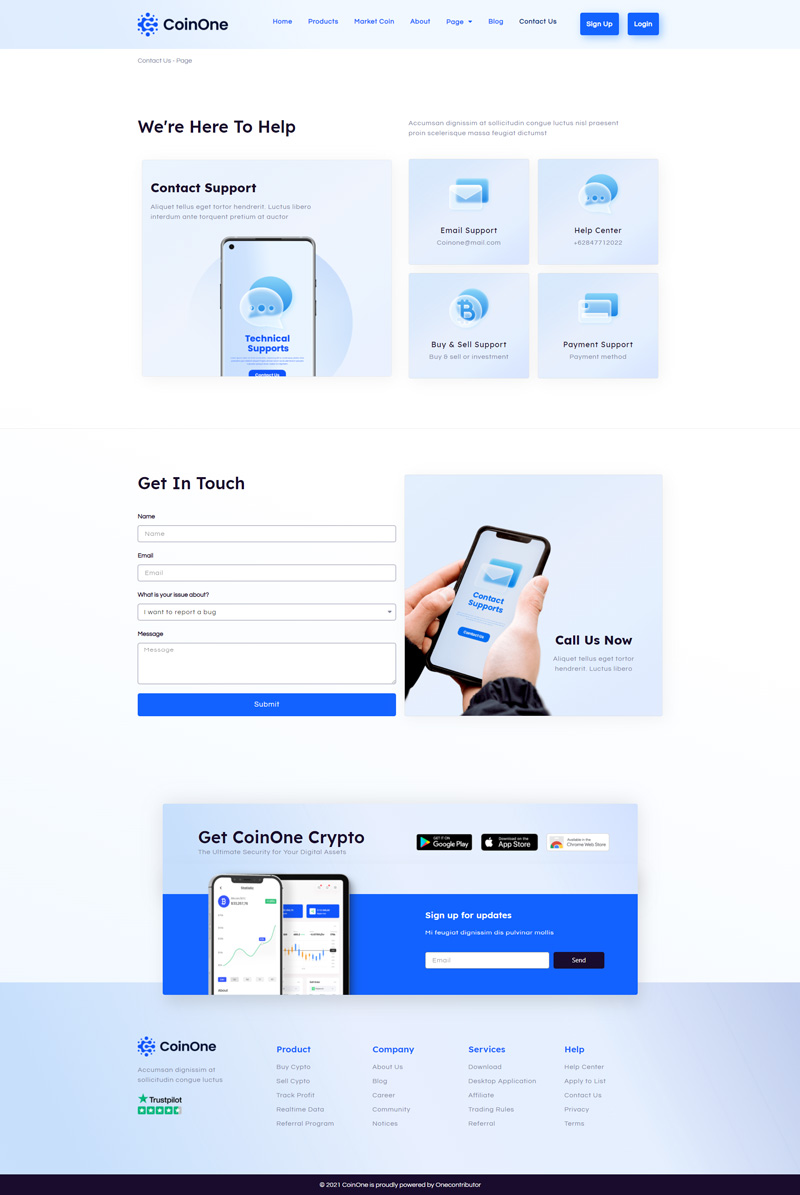 CoinOne
Home
Products
Market Coin
About
Page
Blog
Contact Us
Sign Up
Login
Contact Us - Page
We're Here To Help
Accumsan dignissim at sollicitudin congue luctus nisl praesent
proin scelerisque massa feugiat dictumst
Contact Support
Aliquet tellus eget tortor hendrerit. Luctus libero
interdum ante torquent pretium at auctor
Technical
Supports
Contact Us
Email Support
Coinone@mail.com
Help Center
+62847712022
Buy & Sell Support
Buy & sell or investment
Payment Support
Payment method
Get In Touch
Name
Name
Email
Email
What is your issue about?
I want to report a bug
Message
Message
Submit
Contact
Supports
Contact Us
Call Us Now
Aliquet tellus eget tortor
hendrerit. Luctus libero
Get CoinOne Crypto
The Ultimate Security for Your Digital Assets
GET IT ON
Google Play
Download on the
App Store
Available in the
Chrome Web Store
Sign up for updates
Mi feugiat dignissim dis pulvinar mollis
Email
Send
CoinOne
Accumsan dignissim at
sollicitudin congue luctus
Trustpilot
Product
Buy Cypto
Sell Cypto
Track Profit
Realtime Data
Referral Program
Company
About Us
Blog
Career
Community
Notices
Services
Download
Desktop Application
Affiliate
Trading Rules
Referral
Help
Help Center
Apply to List
Contact Us
Privacy
Terms
© 2021 CoinOne is proudly powered by Onecontributor